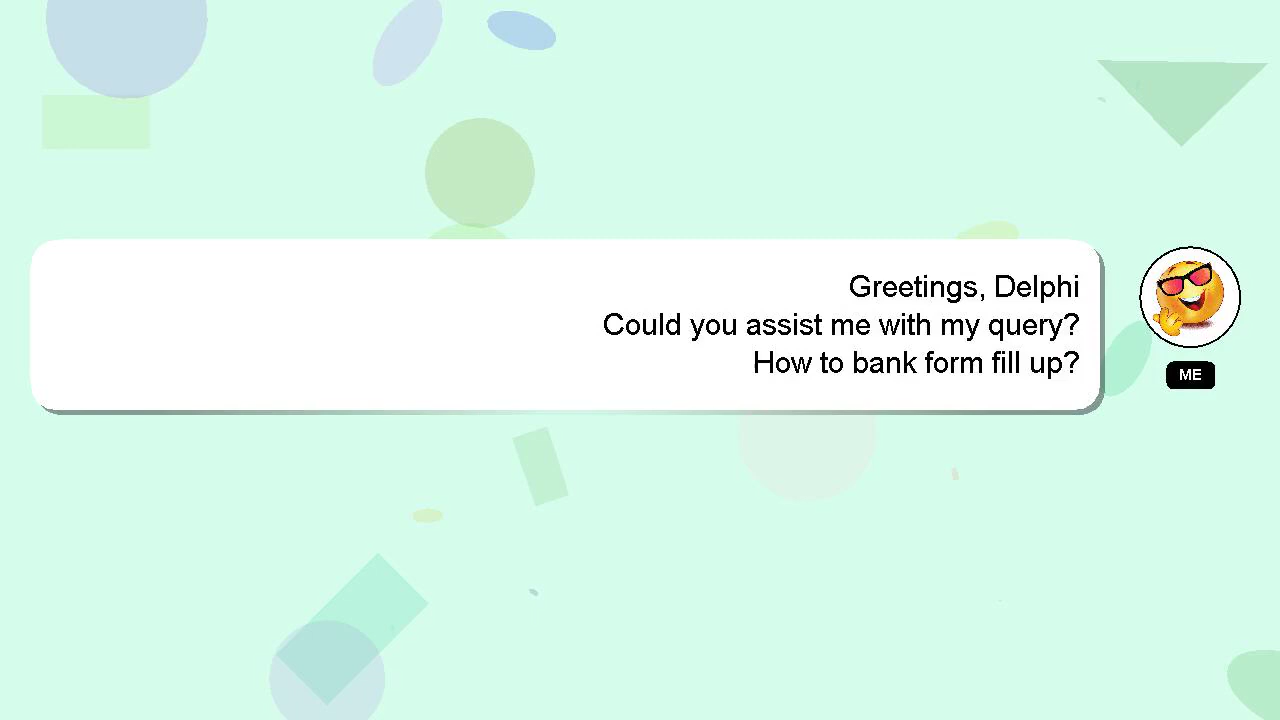 Greetings, Delphi
Could you assist me with my query?
How to bank form fill up?
ME